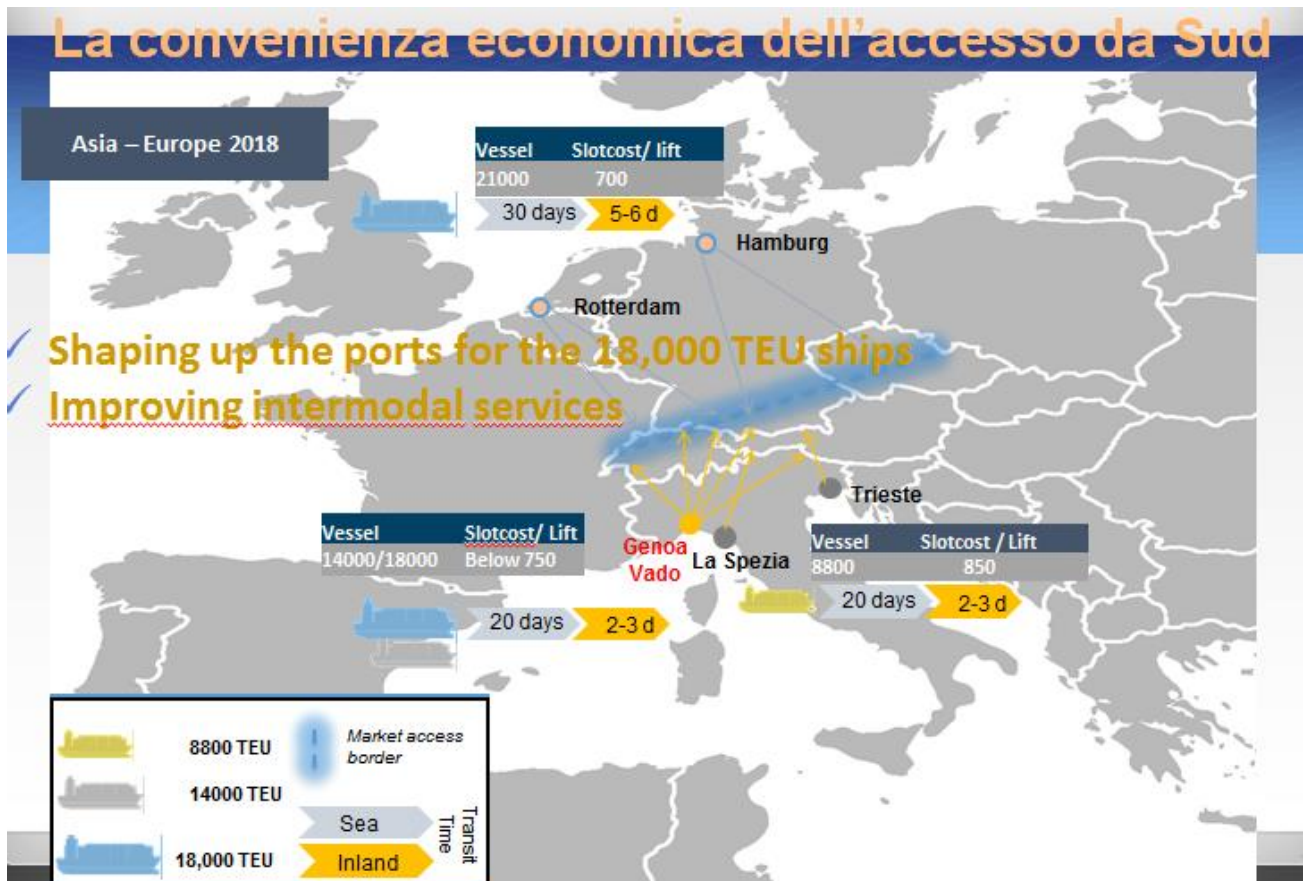 La convenienza economica dell'accesso da Sud
Asia – Europe 2018
Vessel Slotcost/ lift
21000 700
30 days 5-6 d
Hamburg
Rotterdam
Shaping up the ports for the 18,000 TEU ships
Improving intermodal services
Trieste
Vessel Slotcost/ Lift
14000/18000 Below 750
Genoa
Vado
La Spezia
Vessel Slotcost / Lift
8800 850
20 days 2-3 d
20 days 2-3 d
8800 TEU
Market access
border
14000 TEU
Sea
Inland
Transit
Time
18,000 TEU